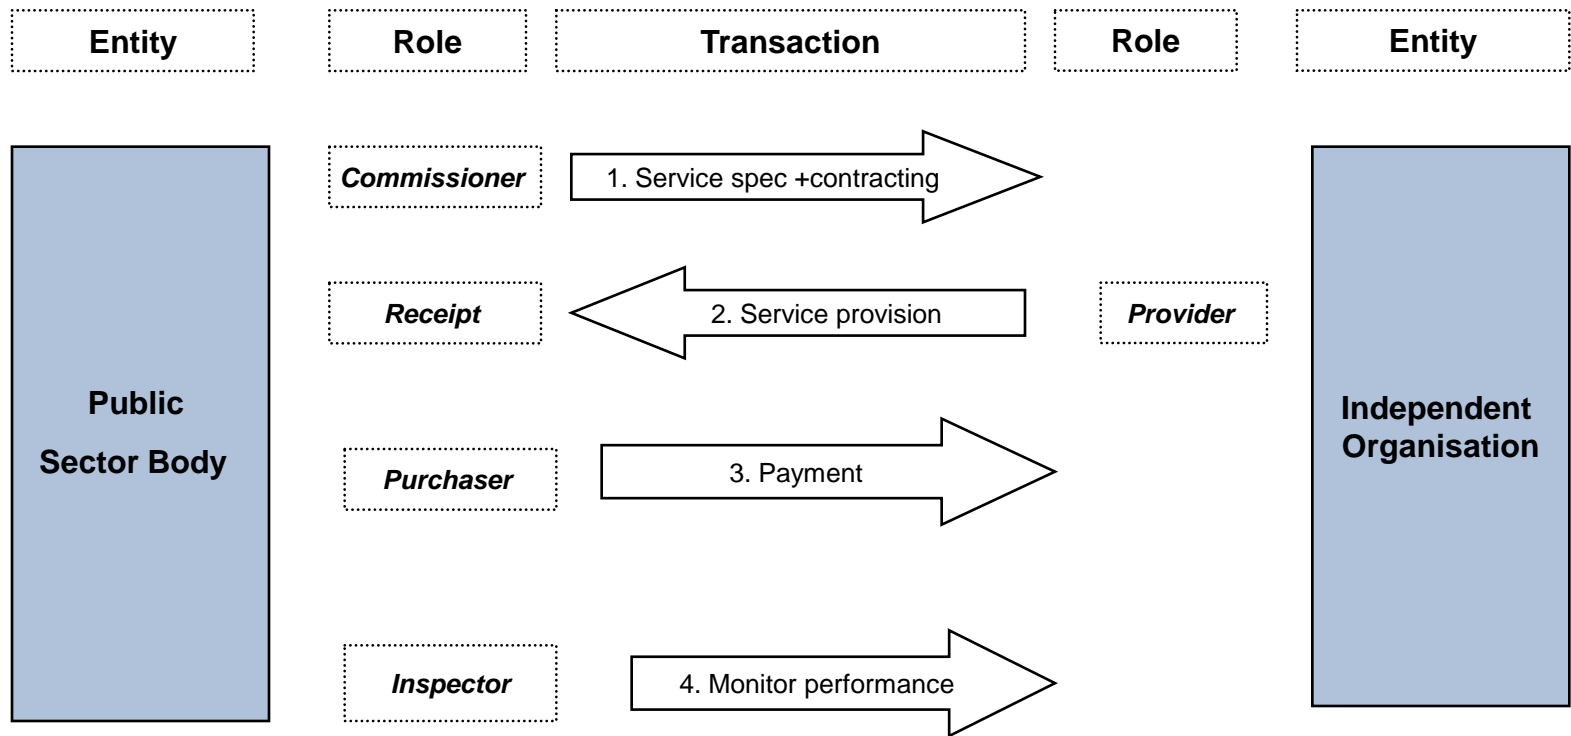 Entity
Role
Transaction
Role
Entity
Commissioner
1. Service spec +contracting
Receipt
2. Service provision
Provider
Public
Sector Body
Independent
Organisation
Purchaser
3. Payment
Inspector
4. Monitor performance